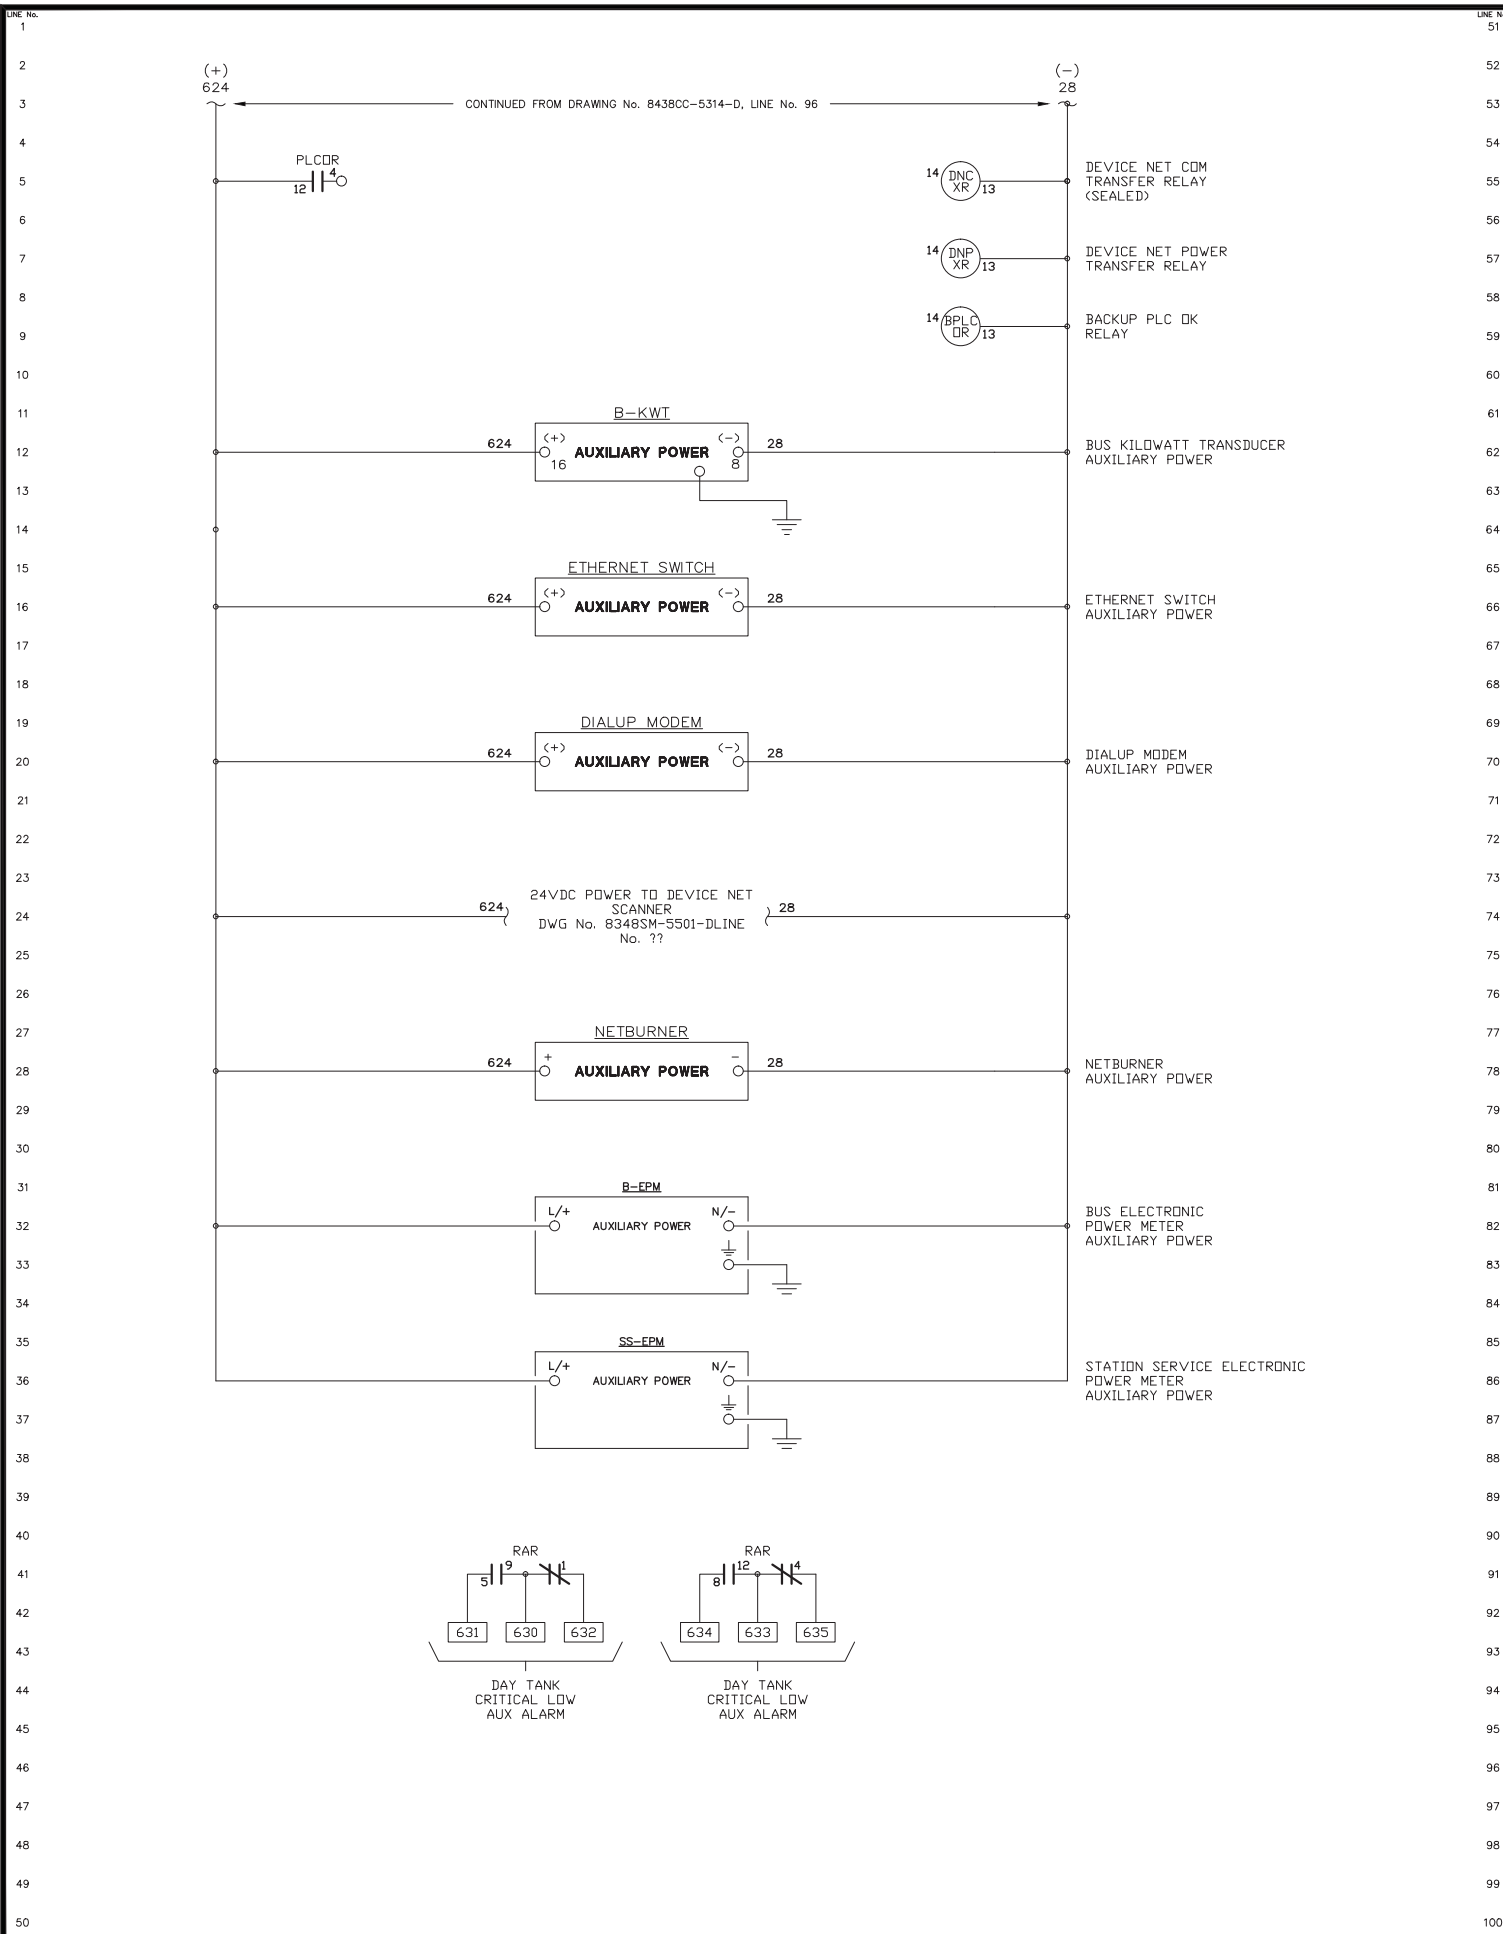 LINE No.
LINE N
1
51
2
52
(+)
624
(-)
28
3
CONTINUED FROM DRAWING No. 8438CC-5314-D, LINE No. 96
53
4
54
PLCOR
12
4
5
55
14
DNC
XR
13
DEVICE NET COM
TRANSFER RELAY
(SEALED)
6
56
7
57
14
DNP
XR
13
DEVICE NET POWER
TRANSFER RELAY
8
58
14
BPLC
OR
13
BACKUP PLC OK
RELAY
9
59
10
60
11
61
B-KWT
12
62
624
(+)
16
AUXILIARY POWER
(-)
8
28
BUS KILOWATT TRANSDUCER
AUXILIARY POWER
13
63
14
64
15
65
ETHERNET SWITCH
16
66
624
(+)
AUXILIARY POWER
(-)
28
ETHERNET SWITCH
AUXILIARY POWER
17
67
18
68
19
69
DIALUP MODEM
20
70
624
(+)
AUXILIARY POWER
(-)
28
DIALUP MODEM
AUXILIARY POWER
21
71
22
72
23
73
24
74
624
24VDC POWER TO DEVICE NET
SCANNER
DWG No. 8348SM-5501-DLINE
No. ??
28
25
75
26
76
27
77
NETBURNER
28
78
624
+
AUXILIARY POWER
-
28
NETBURNER
AUXILIARY POWER
29
79
30
80
31
81
B-EPM
32
82
L/+
AUXILIARY POWER
N/-
BUS ELECTRONIC
POWER METER
AUXILIARY POWER
33
83
34
84
35
85
SS-EPM
36
86
L/+
AUXILIARY POWER
N/-
STATION SERVICE ELECTRONIC
POWER METER
AUXILIARY POWER
37
87
38
88
39
89
40
90
RAR
RAR
41
91
5
9
1
8
12
4
42
92
631
630
632
634
633
635
43
93
44
94
DAY TANK
CRITICAL LOW
AUX ALARM
DAY TANK
CRITICAL LOW
AUX ALARM
45
95
46
96
47
97
48
98
49
99
50
100